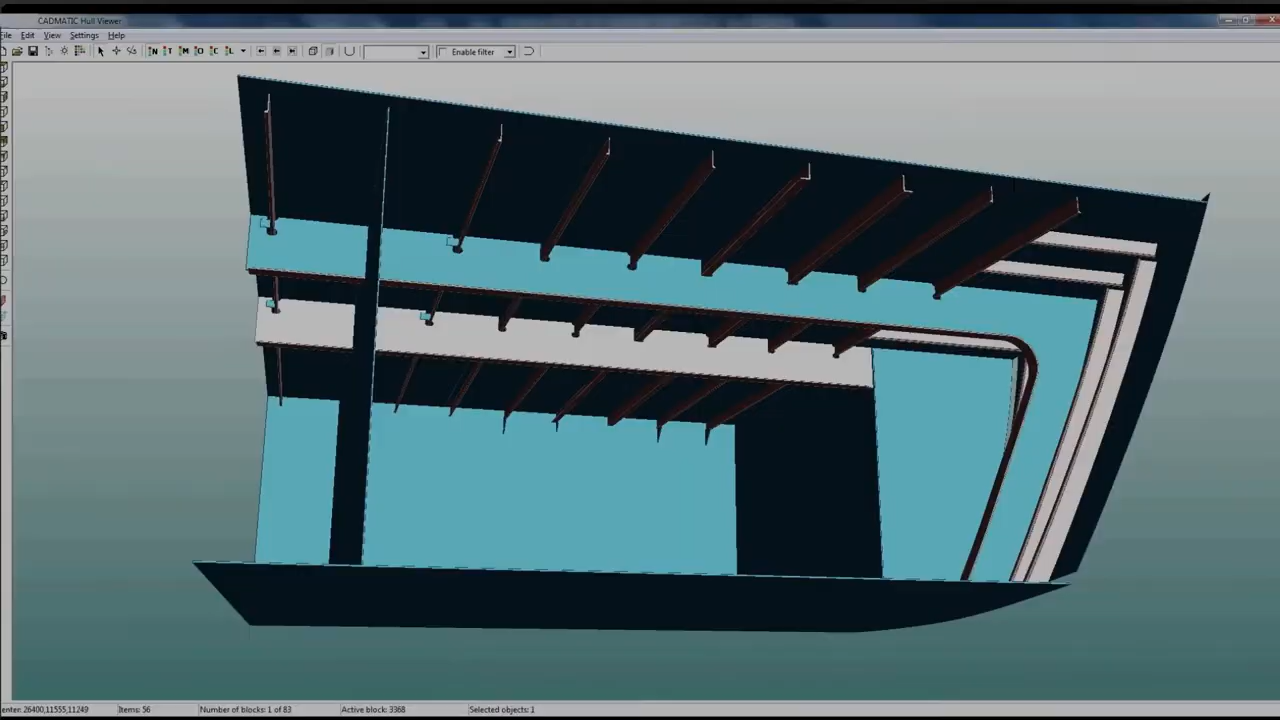 CADMATIC Hull Viewer
ile Edit View Settings Help
N T M O C L Enable filter
enter: 26400,11555,11249 Items: 56 Number of blocks: 1 of 83 Active block: 3368 Selected objects: 1